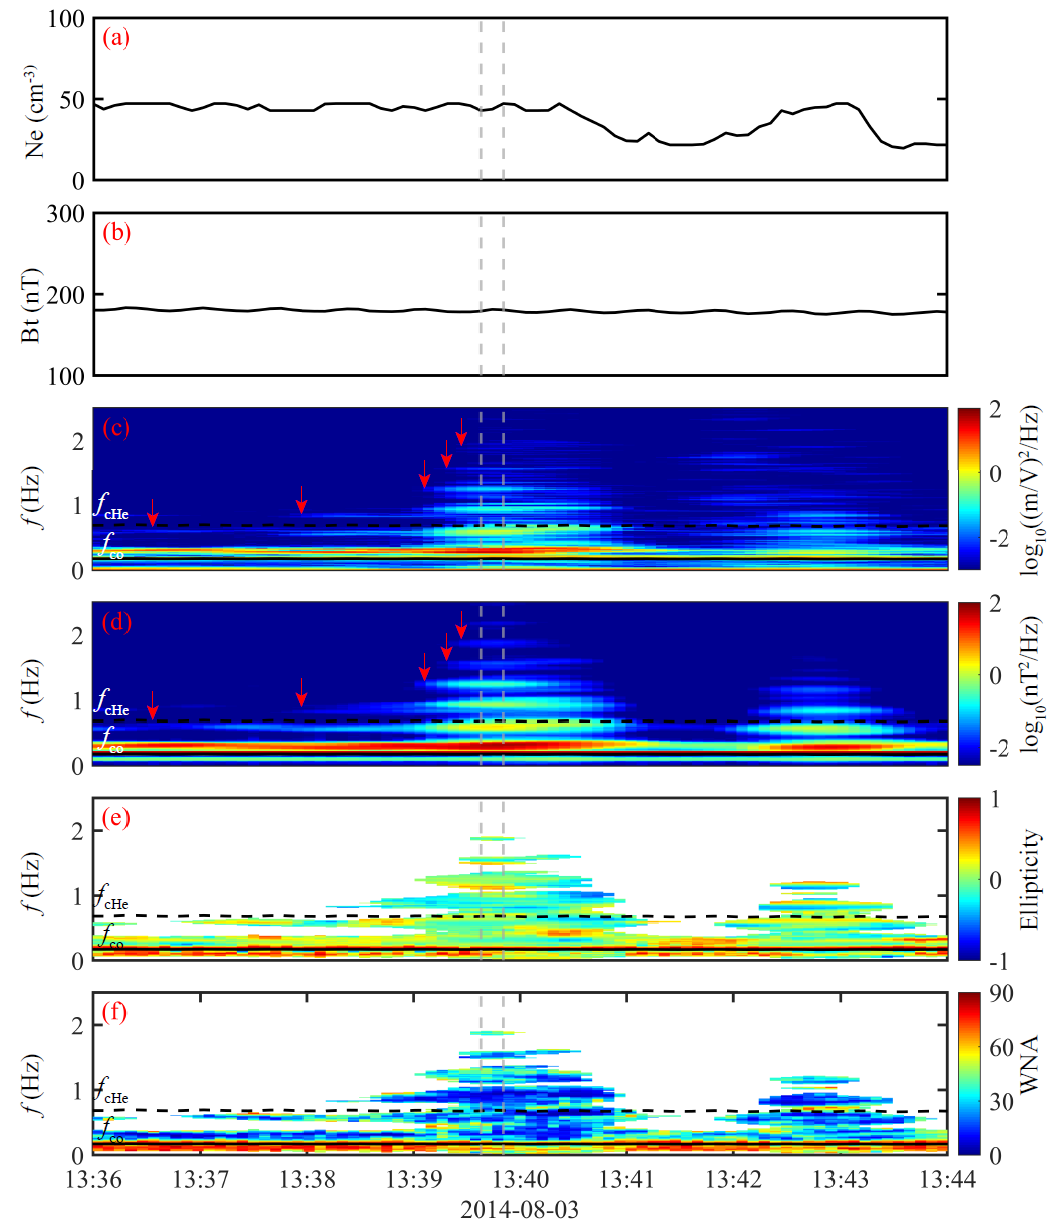 (a)
Ne (cm-3)
100
50
0
(b)
Bt (nT)
300
200
100
(c)
f (Hz)
2
1
0
fcHe
fco
2
0
-2
log10((m/V)2/Hz)
(d)
f (Hz)
2
1
0
fcHe
fco
2
0
-2
log10(nT2/Hz)
(e)
f (Hz)
2
1
0
fcHe
fco
1
0
-1
Ellipticity
(f)
f (Hz)
2
1
0
fcHe
fco
90
60
30
0
WNA
13:36 13:37 13:38 13:39 13:40 13:41 13:42 13:43 13:44
2014-08-03